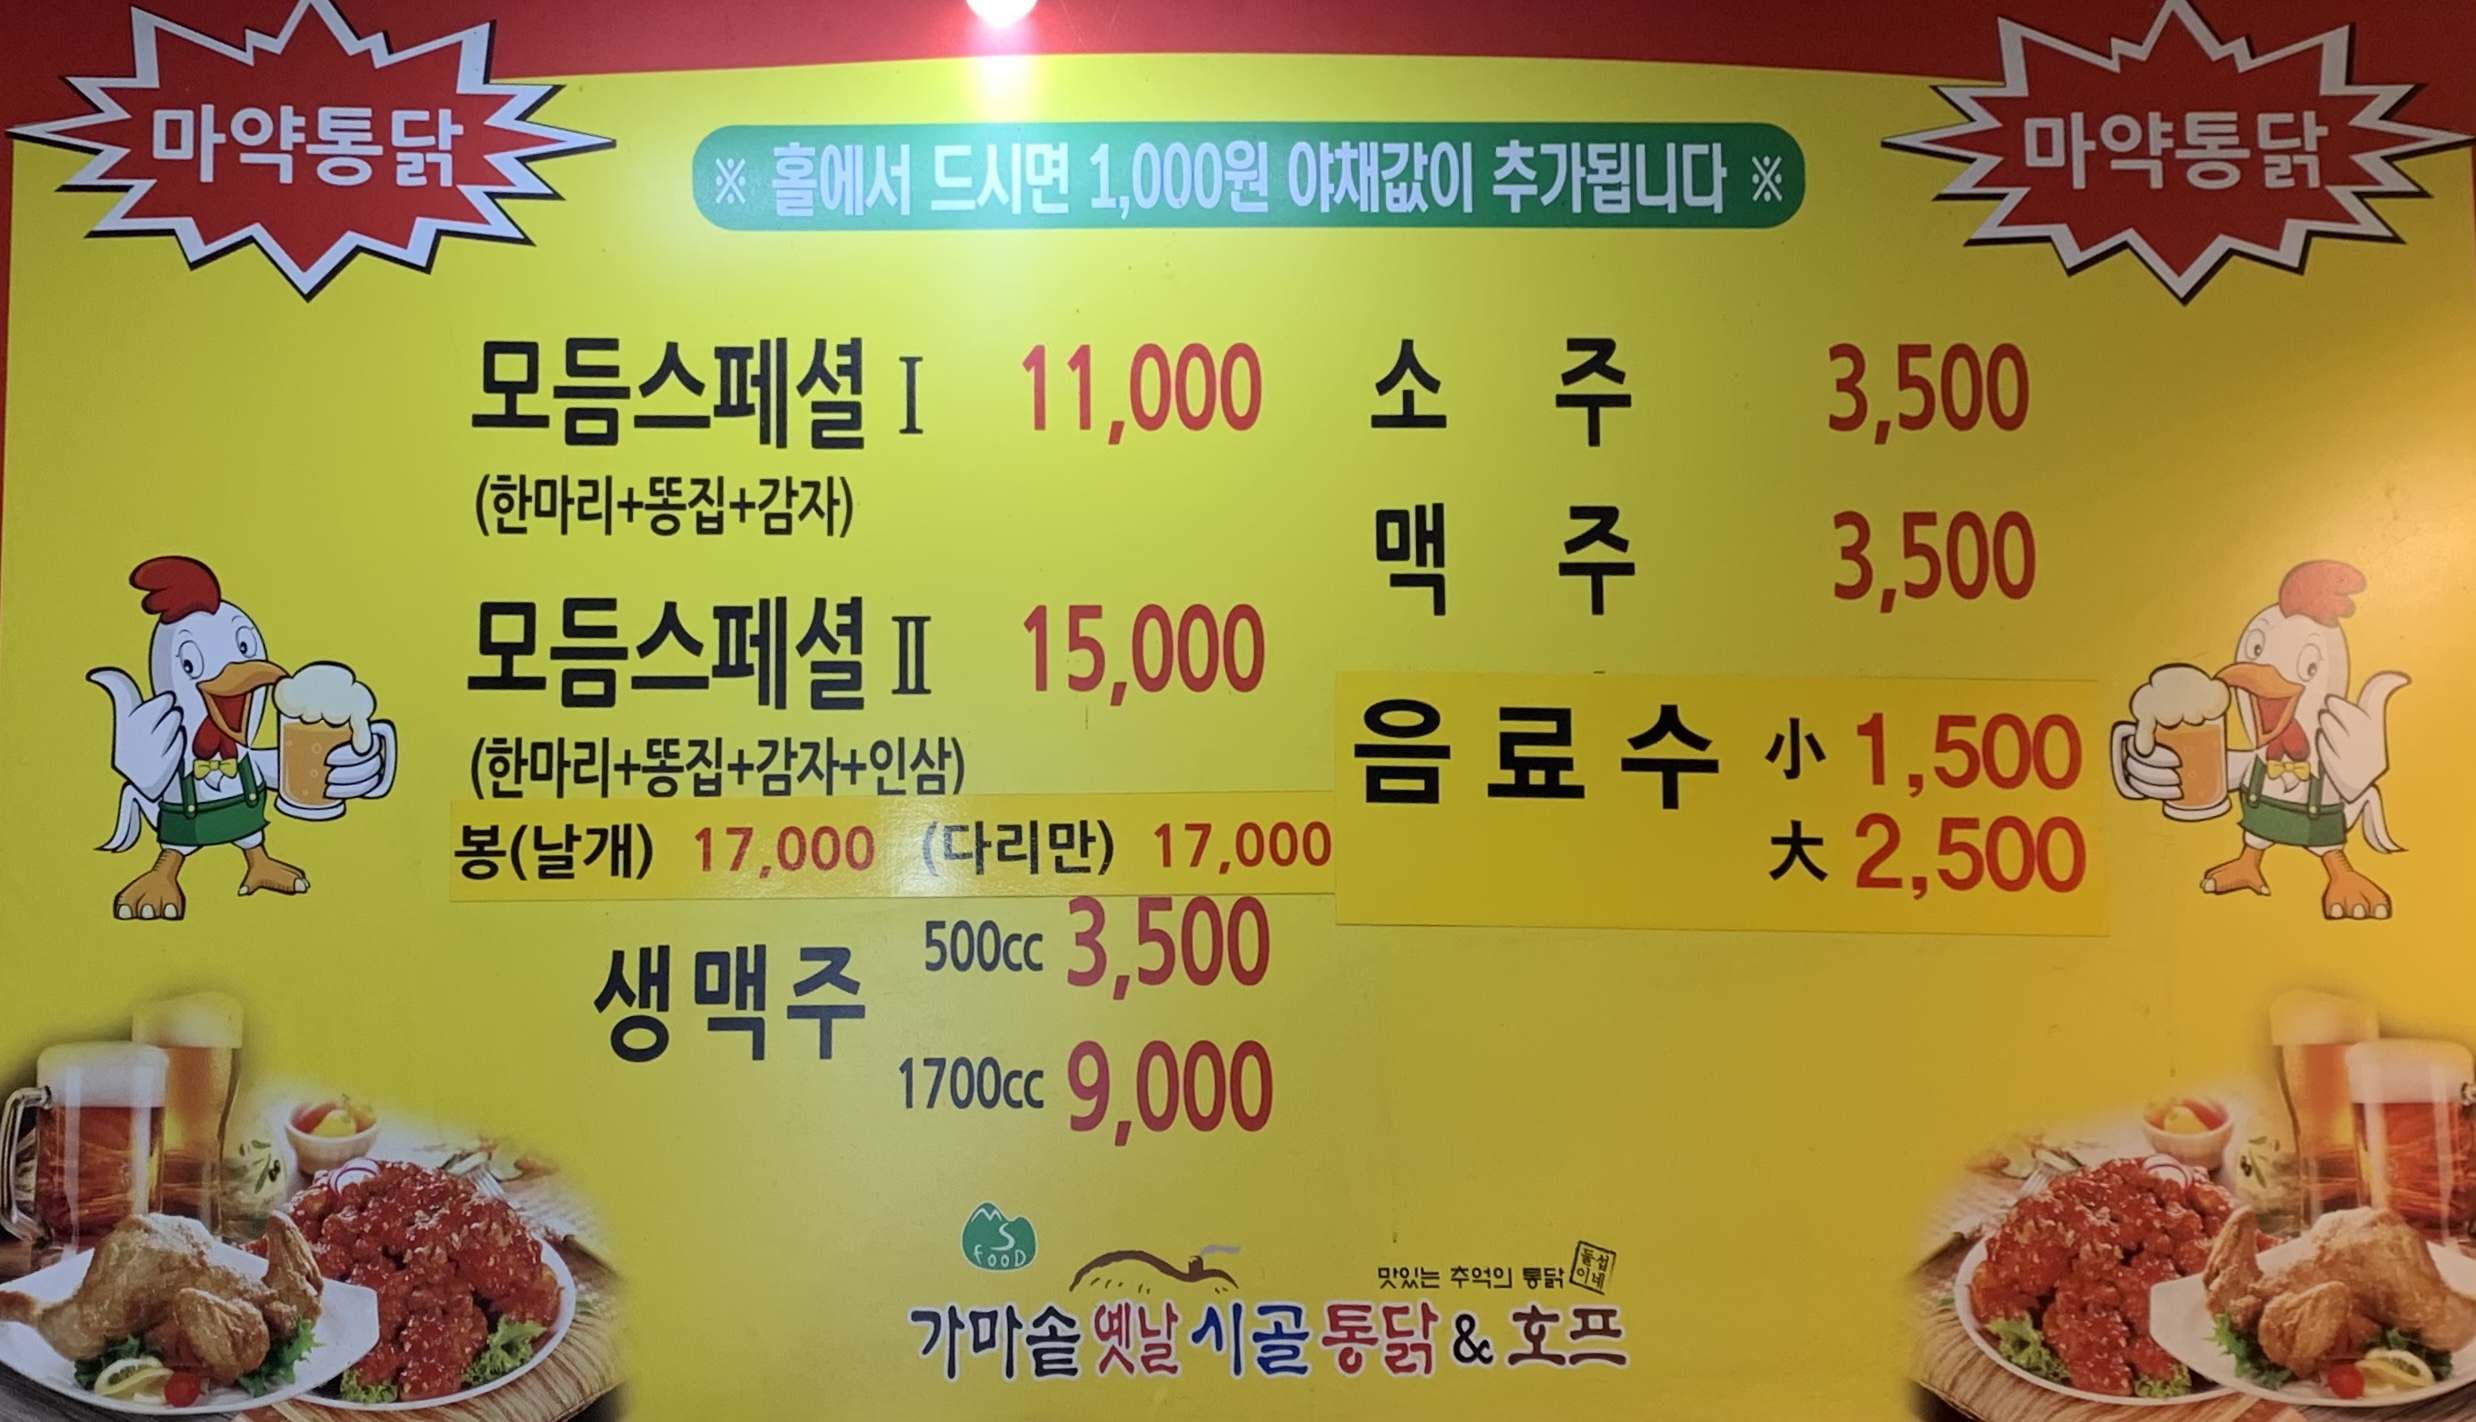 마약통닭
마약통닭
※ 홀에서 드시면 1,000원 야채값이 추가됩니다 ※
모듬스페셜 Ⅰ 11,000
(한마리+똥집+감자)
모듬스페셜 Ⅱ 15,000
(한마리+똥집+감자+인삼)
봉(날개) 17,000 (다리만) 17,000
생맥주 500cc 3,500
1700cc 9,000
소 주 3,500
맥 주 3,500
음료수 小 1,500
大 2,500
MS FOOD
맛있는 추억의 통닭 둘섭이네
가마솥 옛날 시골 통닭 & 호프